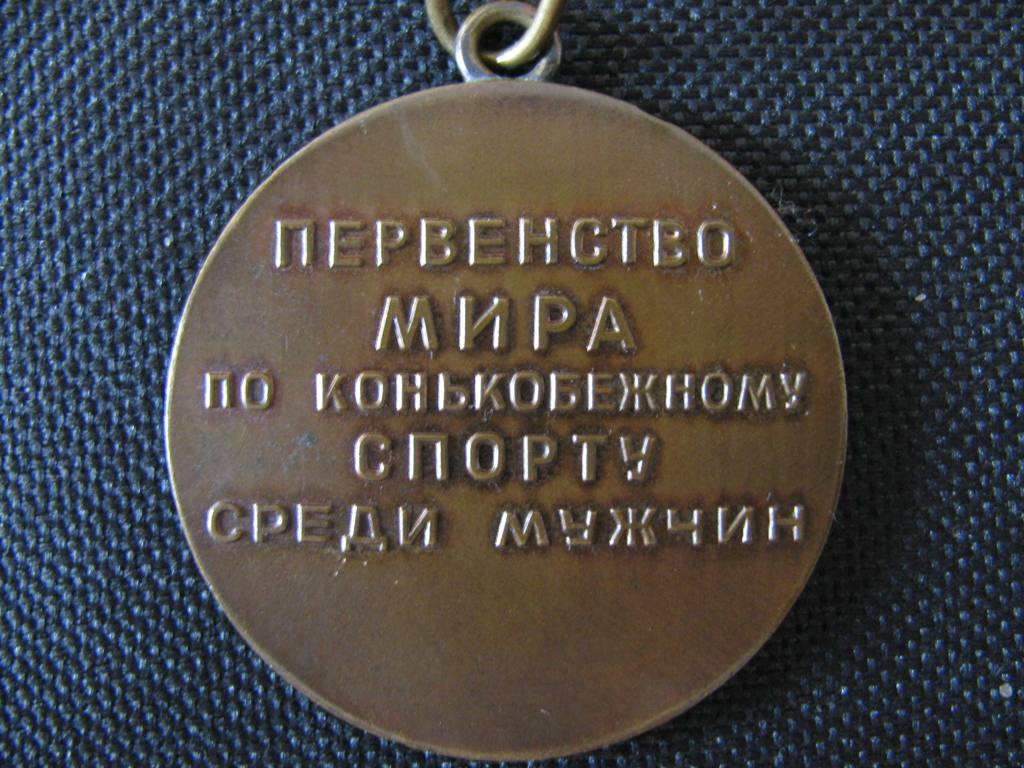 ПЕРВЕНСТВО
МИРА
ПО КОНЬКОБЕЖНОМУ
СПОРТУ
СРЕДИ МУЖЧИН